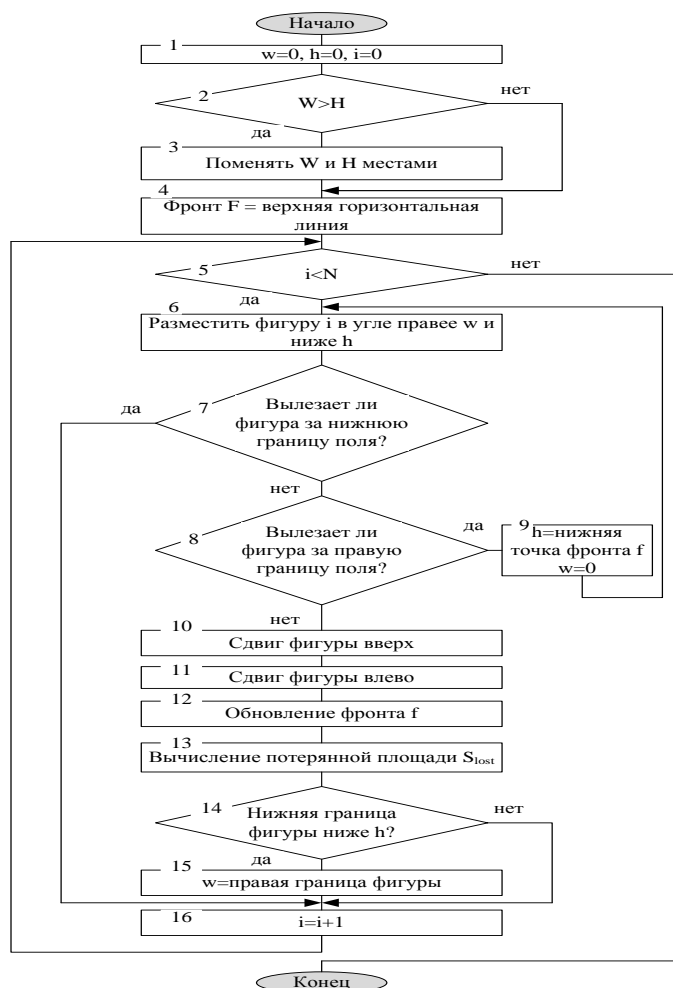 Начало
1
w=0, h=0, i=0
2
W>H
нет
да
3
Поменять W и H местами
4
Фронт F = верхняя горизонтальная
линия
5
i<N
нет
да
6
Разместить фигуру i в угле правее w и
ниже h
да
7
Вылезает ли
фигура за нижнюю
границу поля?
нет
8
Вылезает ли
фигура за правую
границу поля?
да
9
h=нижняя
точка фронта f
w=0
нет
10
Сдвиг фигуры вверх
11
Сдвиг фигуры влево
12
Обновление фронта f
13
Вычисление потерянной площади Slost
14
Нижняя граница
фигуры ниже h?
нет
да
15
w=правая граница фигуры
16
i=i+1
Конец